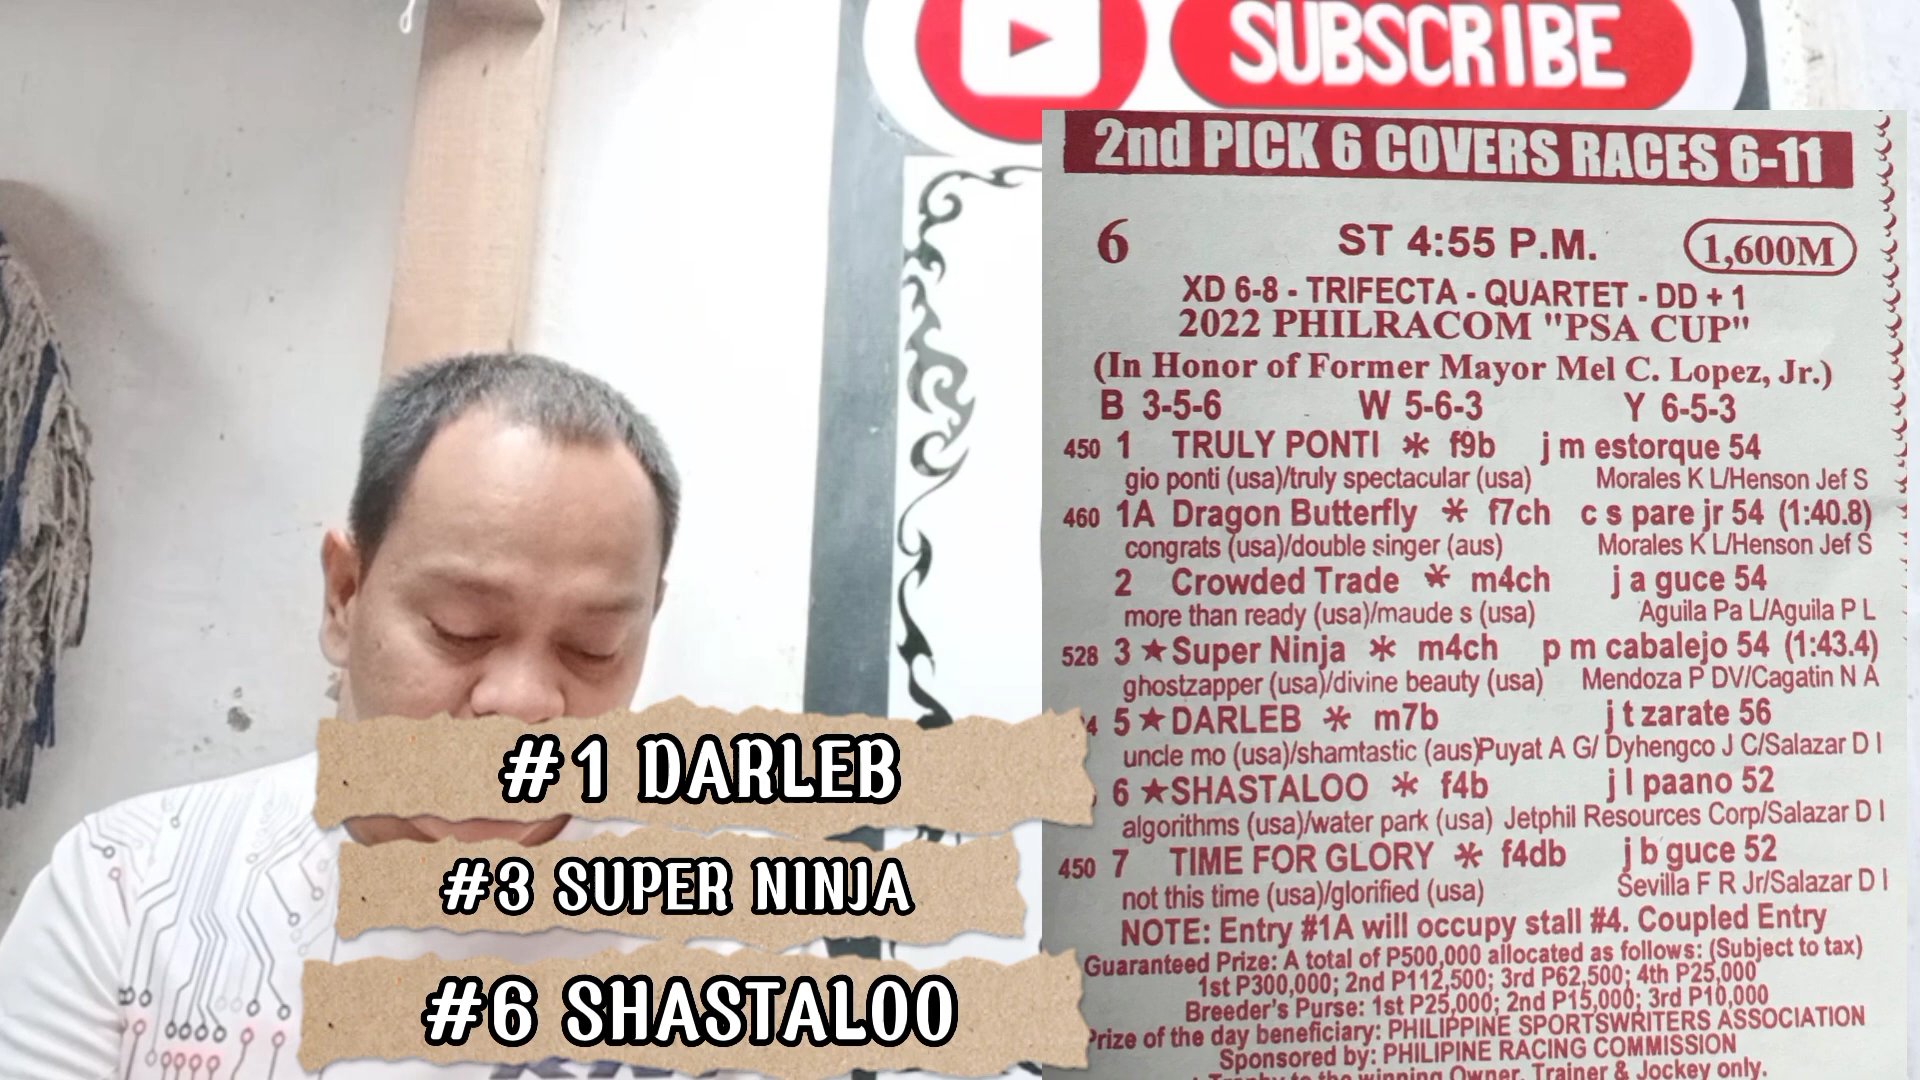 SUBSCRIBE
2nd PICK 6 COVERS RACES 6-11
6 ST 4:55 P.M. 1,600M
XD 6-8 - TRIFECTA - QUARTET - DD + 1
2022 PHILRACOM "PSA CUP"
(In Honor of Former Mayor Mel C. Lopez, Jr.)
B 3-5-6 W 5-6-3 Y 6-5-3
450 1 TRULY PONTI * f9b j m estorque 54
gio ponti (usa)/truly spectacular (usa) Morales K L/Henson Jef S
460 1A Dragon Butterfly * f7ch c s pare jr 54 (1:40.8)
congrats (usa)/double singer (aus) Morales K L/Henson Jef S
2 Crowded Trade * m4ch j a guce 54
more than ready (usa)/maude s (usa) Aguila Pa L/Aguila P L
528 3 ★Super Ninja * m4ch p m cabalejo 54 (1:43.4)
ghostzapper (usa)/divine beauty (usa) Mendoza P DV/Cagatin N A
4 5 ★DARLEB * m7b j t zarate 56
uncle mo (usa)/shamtastic (aus)Puyat A G/ Dyhengco J C/Salazar D I
6 ★SHASTALOO * f4b j l paano 52
algorithms (usa)/water park (usa) Jetphil Resources Corp/Salazar D I
450 7 TIME FOR GLORY * f4db j b guce 52
not this time (usa)/glorified (usa) Sevilla F R Jr/Salazar D I
NOTE: Entry #1A will occupy stall #4. Coupled Entry
Guaranteed Prize: A total of P500,000 allocated as follows: (Subject to tax)
1st P300,000; 2nd P112,500; 3rd P62,500; 4th P25,000
Breeder's Purse: 1st P25,000; 2nd P15,000; 3rd P10,000
Prize of the day beneficiary: PHILIPPINE SPORTSWRITERS ASSOCIATION
Sponsored by: PHILIPINE RACING COMMISSION
Trophy to the winning Owner, Trainer & Jockey only.
#1 DARLEB
#3 SUPER NINJA
#6 SHASTALOO